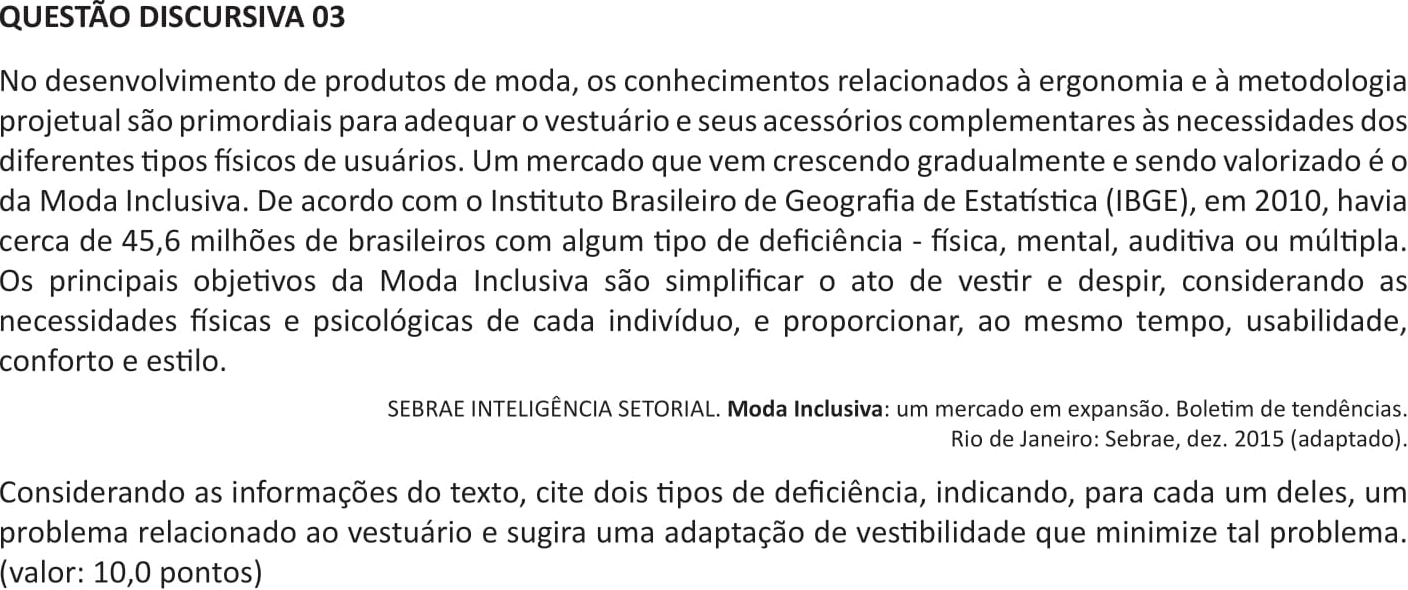 QUESTÃO DISCURSIVA 03
No desenvolvimento de produtos de moda, os conhecimentos relacionados à ergonomia e à metodologia
projetual são primordiais para adequar o vestuário e seus acessórios complementares às necessidades dos
diferentes tipos físicos de usuários. Um mercado que vem crescendo gradualmente e sendo valorizado é o
da Moda Inclusiva. De acordo com o Instituto Brasileiro de Geografia de Estatística (IBGE), em 2010, havia
cerca de 45,6 milhões de brasileiros com algum tipo de deficiência - física, mental, auditiva ou múltipla.
Os principais objetivos da Moda Inclusiva são simplificar o ato de vestir e despir, considerando as
necessidades físicas e psicológicas de cada indivíduo, e proporcionar, ao mesmo tempo, usabilidade,
conforto e estilo.
SEBRAE INTELIGÊNCIA SETORIAL. Moda Inclusiva: um mercado em expansão. Boletim de tendências.
Rio de Janeiro: Sebrae, dez. 2015 (adaptado).
Considerando as informações do texto, cite dois tipos de deficiência, indicando, para cada um deles, um
problema relacionado ao vestuário e sugira uma adaptação de vestibilidade que minimize tal problema.
(valor: 10,0 pontos)